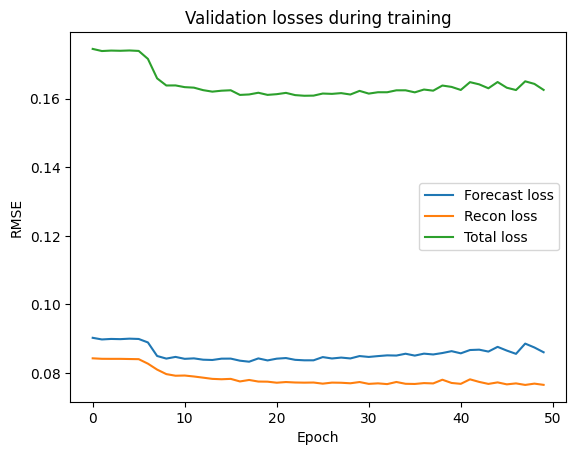 Validation losses during training
RMSE
0.16
0.14
0.12
0.10
0.08
Forecast loss
Recon loss
Total loss
0
10
20
30
40
50
Epoch